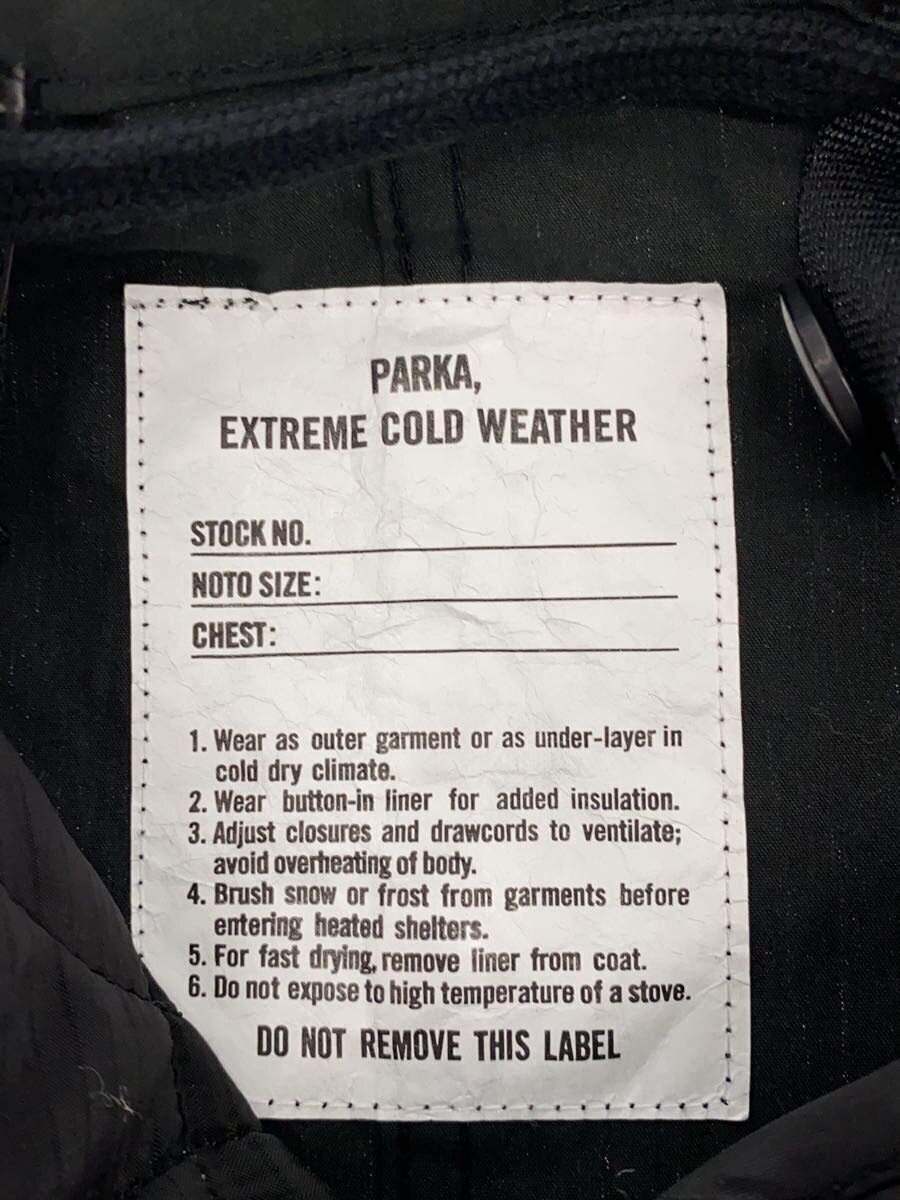 PARKA,
EXTREME COLD WEATHER
STOCK NO.
NOTO SIZE:
CHEST:
1. Wear as outer garment or as under-layer in
cold dry climate.
2. Wear button-in liner for added insulation.
3. Adjust closures and drawcords to ventilate;
avoid overheating of body.
4. Brush snow or frost from garments before
entering heated shelters.
5. For fast drying, remove liner from coat.
6. Do not expose to high temperature of a stove.
DO NOT REMOVE THIS LABEL